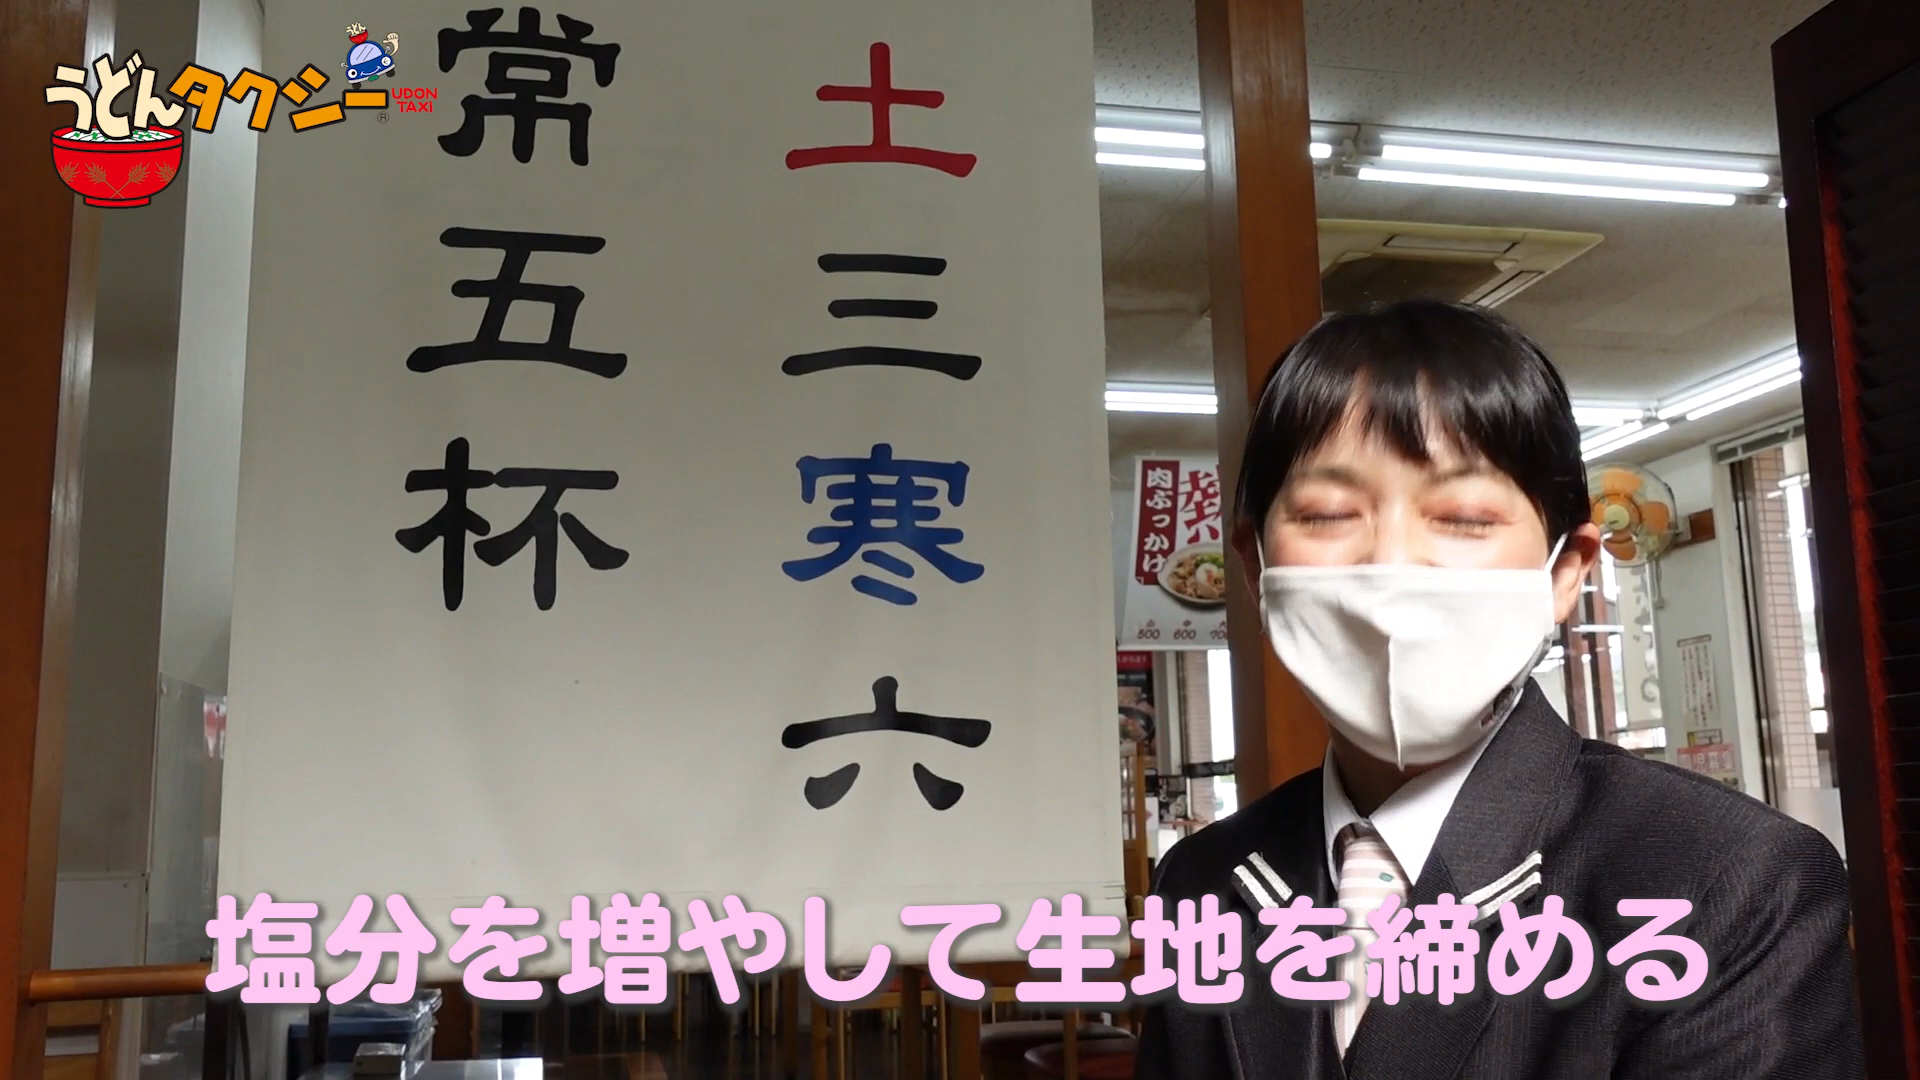 うどんタクシー
UDON
TAXI
®
土三寒六
常五杯
肉ぶっかけ
500 600
塩分を増やして生地を締める